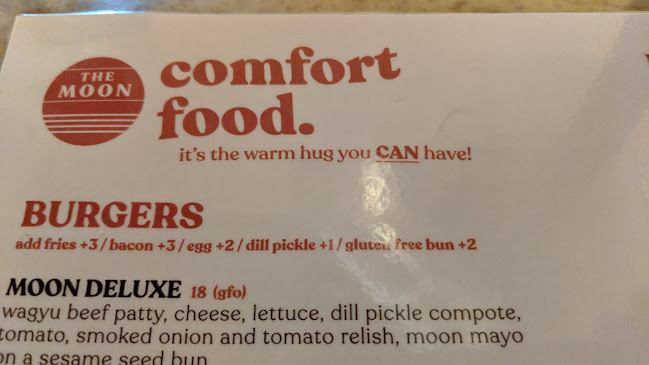 THE
MOON
comfort
food.
it's the warm hug you CAN have!
BURGERS
add fries +3 / bacon +3 / egg +2 / dill pickle +1 / gluten free bun +2
MOON DELUXE 18 (gfo)
wagyu beef patty, cheese, lettuce, dill pickle compote,
tomato, smoked onion and tomato relish, moon mayo
on a sesame seed bun